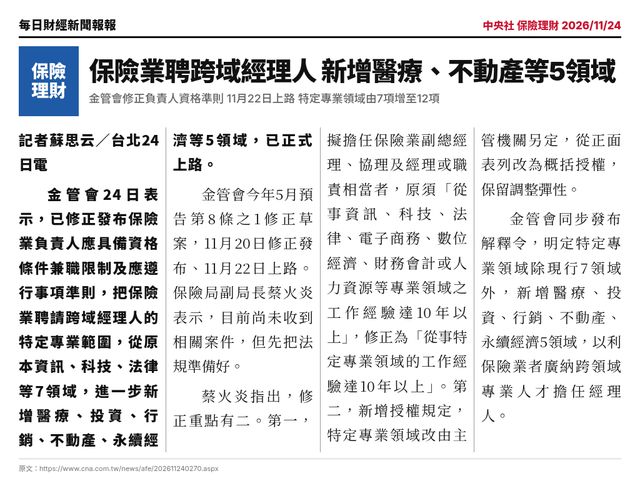 每日財經新聞報報
中央社 保險理財 2026/11/24
保險
理財
保險業聘跨域經理人 新增醫療、不動產等5領域
金管會修正負責人資格準則 11月22日上路 特定專業領域由7項增至12項
記者蘇思云／台北24
日電
金管會24日表
示，已修正發布保險
業負責人應具備資格
條件兼職限制及應遵
行事項準則，把保險
業聘請跨域經理人的
特定專業範圍，從原
本資訊、科技、法律
等7領域，進一步新
增醫療、投資、行
銷、不動產、永續經
濟等5領域，已正式
上路。
金管會今年5月預
告第8條之1修正草
案，11月20日修正發
布、11月22日上路。
保險局副局長蔡火炎
表示，目前尚未收到
相關案件，但先把法
規準備好。
蔡火炎指出，修
正重點有二。第一，
擬擔任保險業副總經
理、協理及經理或職
責相當者，原須「從
事資訊、科技、法
律、電子商務、數位
經濟、財務會計或人
力資源等專業領域之
工作經驗達10年以
上」，修正為「從事特
定專業領域的工作經
驗達10年以上」。第
二，新增授權規定，
特定專業領域改由主
管機關另定，從正面
表列改為概括授權，
保留調整彈性。
金管會同步發布
解釋令，明定特定專
業領域除現行7領域
外，新增醫療、投
資、行銷、不動產、
永續經濟5領域，以利
保險業者廣納跨領域
專業人才擔任經理
人。
原文：https://www.cna.com.tw/news/afe/202611240270.aspx